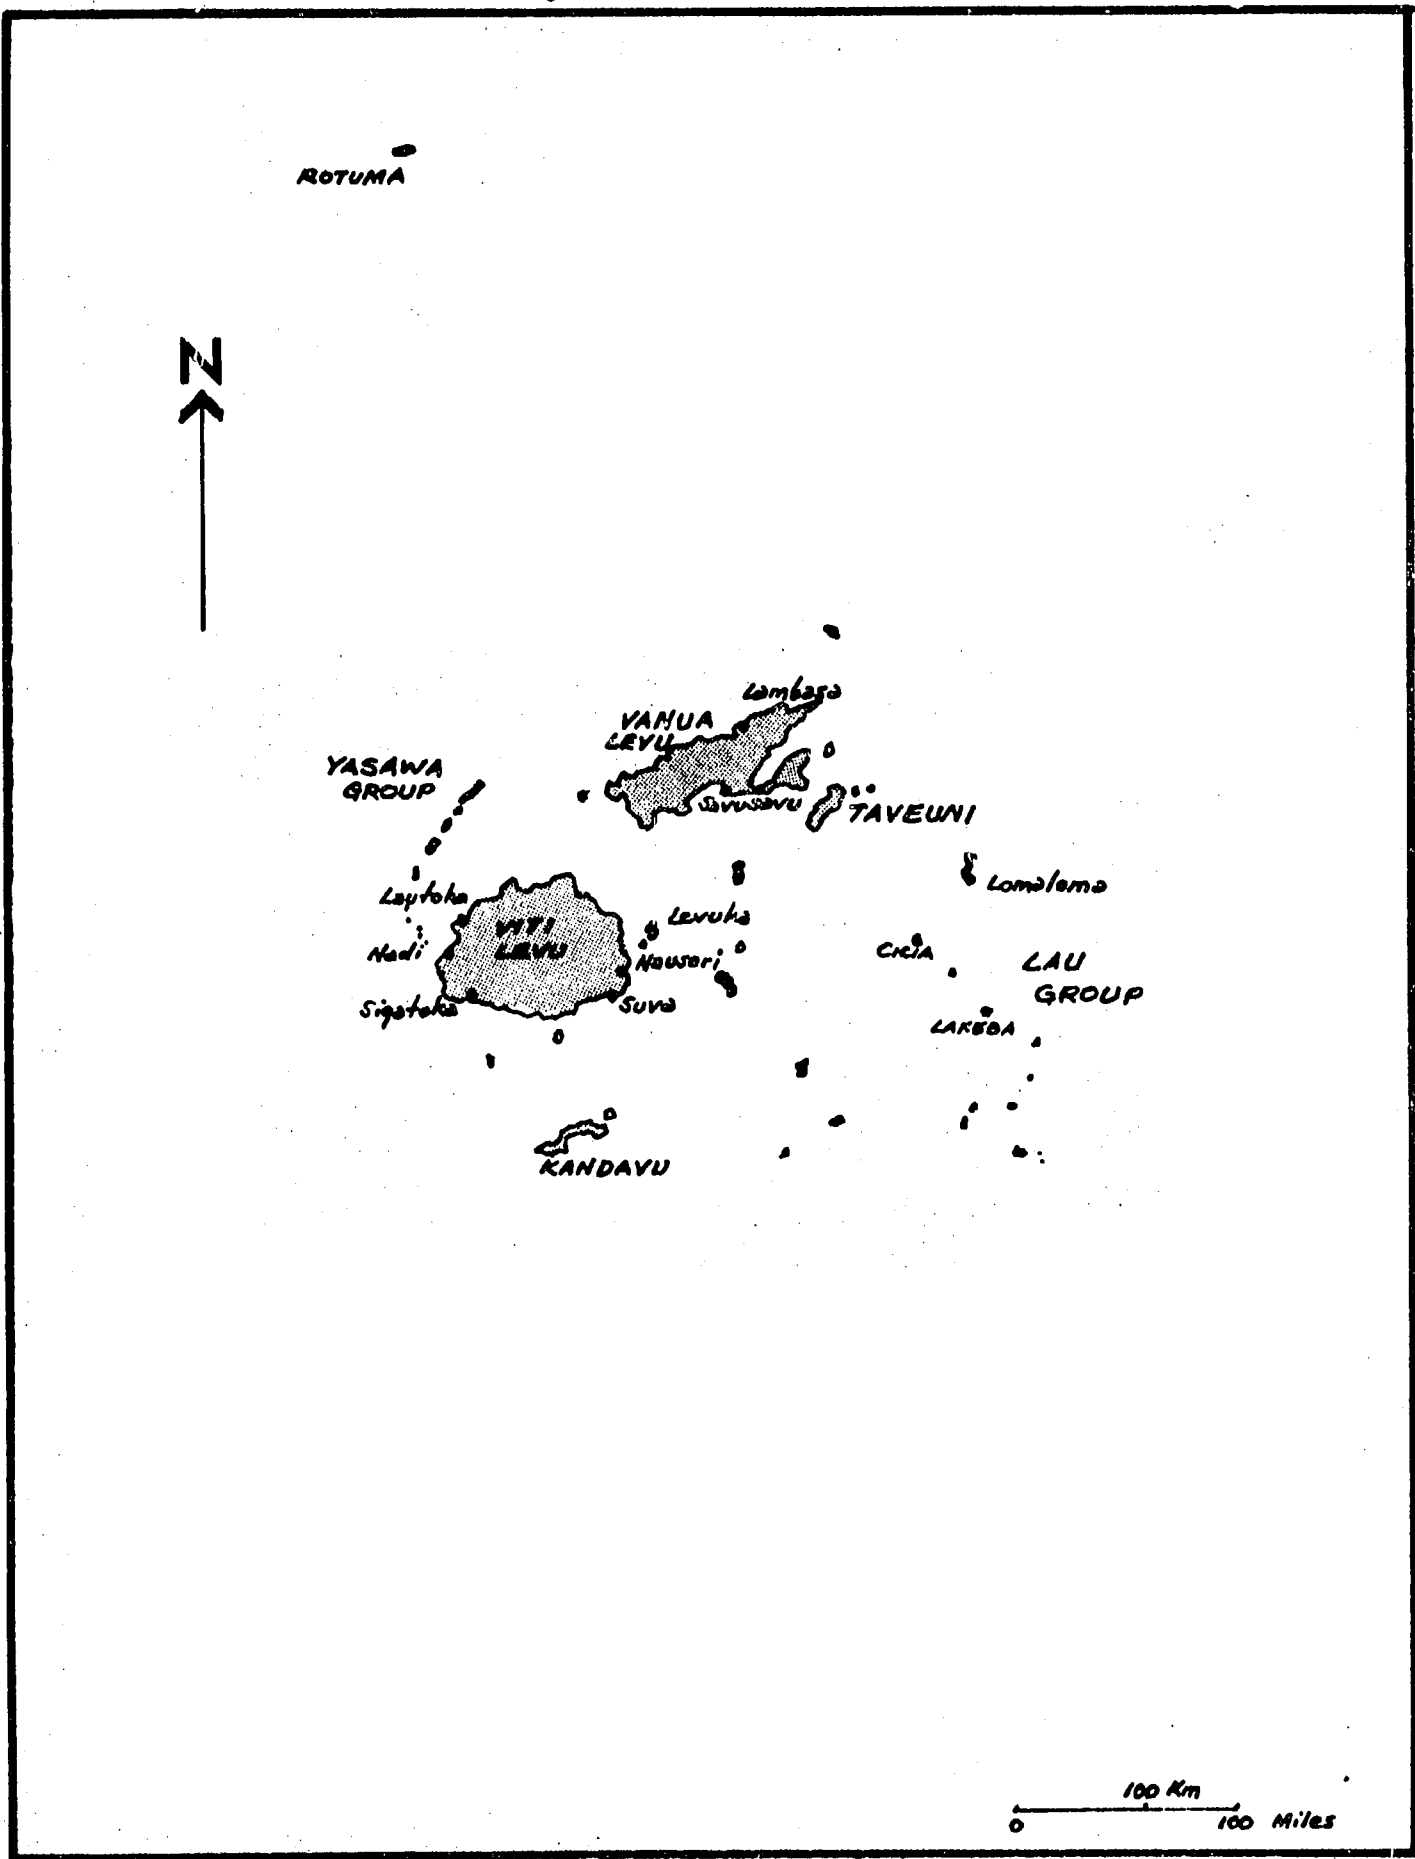 ROTUMA
N
Lambasa
VANUA
LEVU
YASAWA
GROUP
Savusavu
TAVEUNI
Lautoka
Lomaloma
VITI
LEVU
Levuka
Nadi
Nausori
CICIA
LAU
GROUP
Sigatoka
Suva
LAKEBA
KANDAVU
100 Km
0
100 Miles